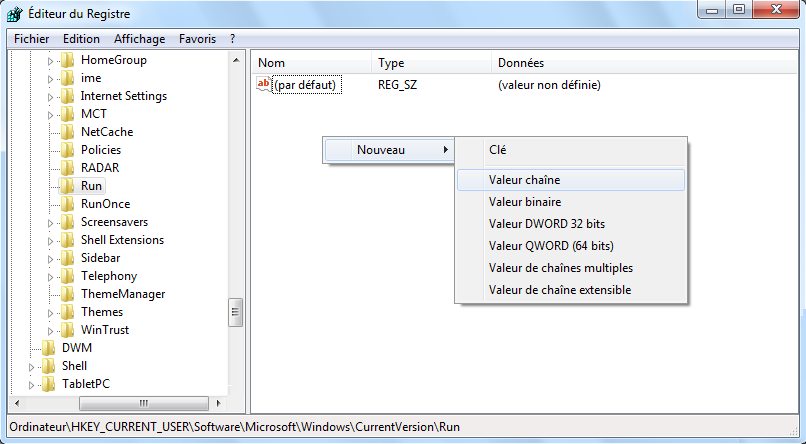 Éditeur du Registre
Fichier Edition Affichage Favoris ?
HomeGroup
ime
Internet Settings
MCT
NetCache
Policies
RADAR
Run
RunOnce
Screensavers
Shell Extensions
Sidebar
Telephony
ThemeManager
Themes
WinTrust
DWM
Shell
TabletPC
Nom Type Données
ab (par défaut) REG_SZ (valeur non définie)
Nouveau
Clé
Valeur chaîne
Valeur binaire
Valeur DWORD 32 bits
Valeur QWORD (64 bits)
Valeur de chaînes multiples
Valeur de chaîne extensible
Ordinateur\HKEY_CURRENT_USER\Software\Microsoft\Windows\CurrentVersion\Run